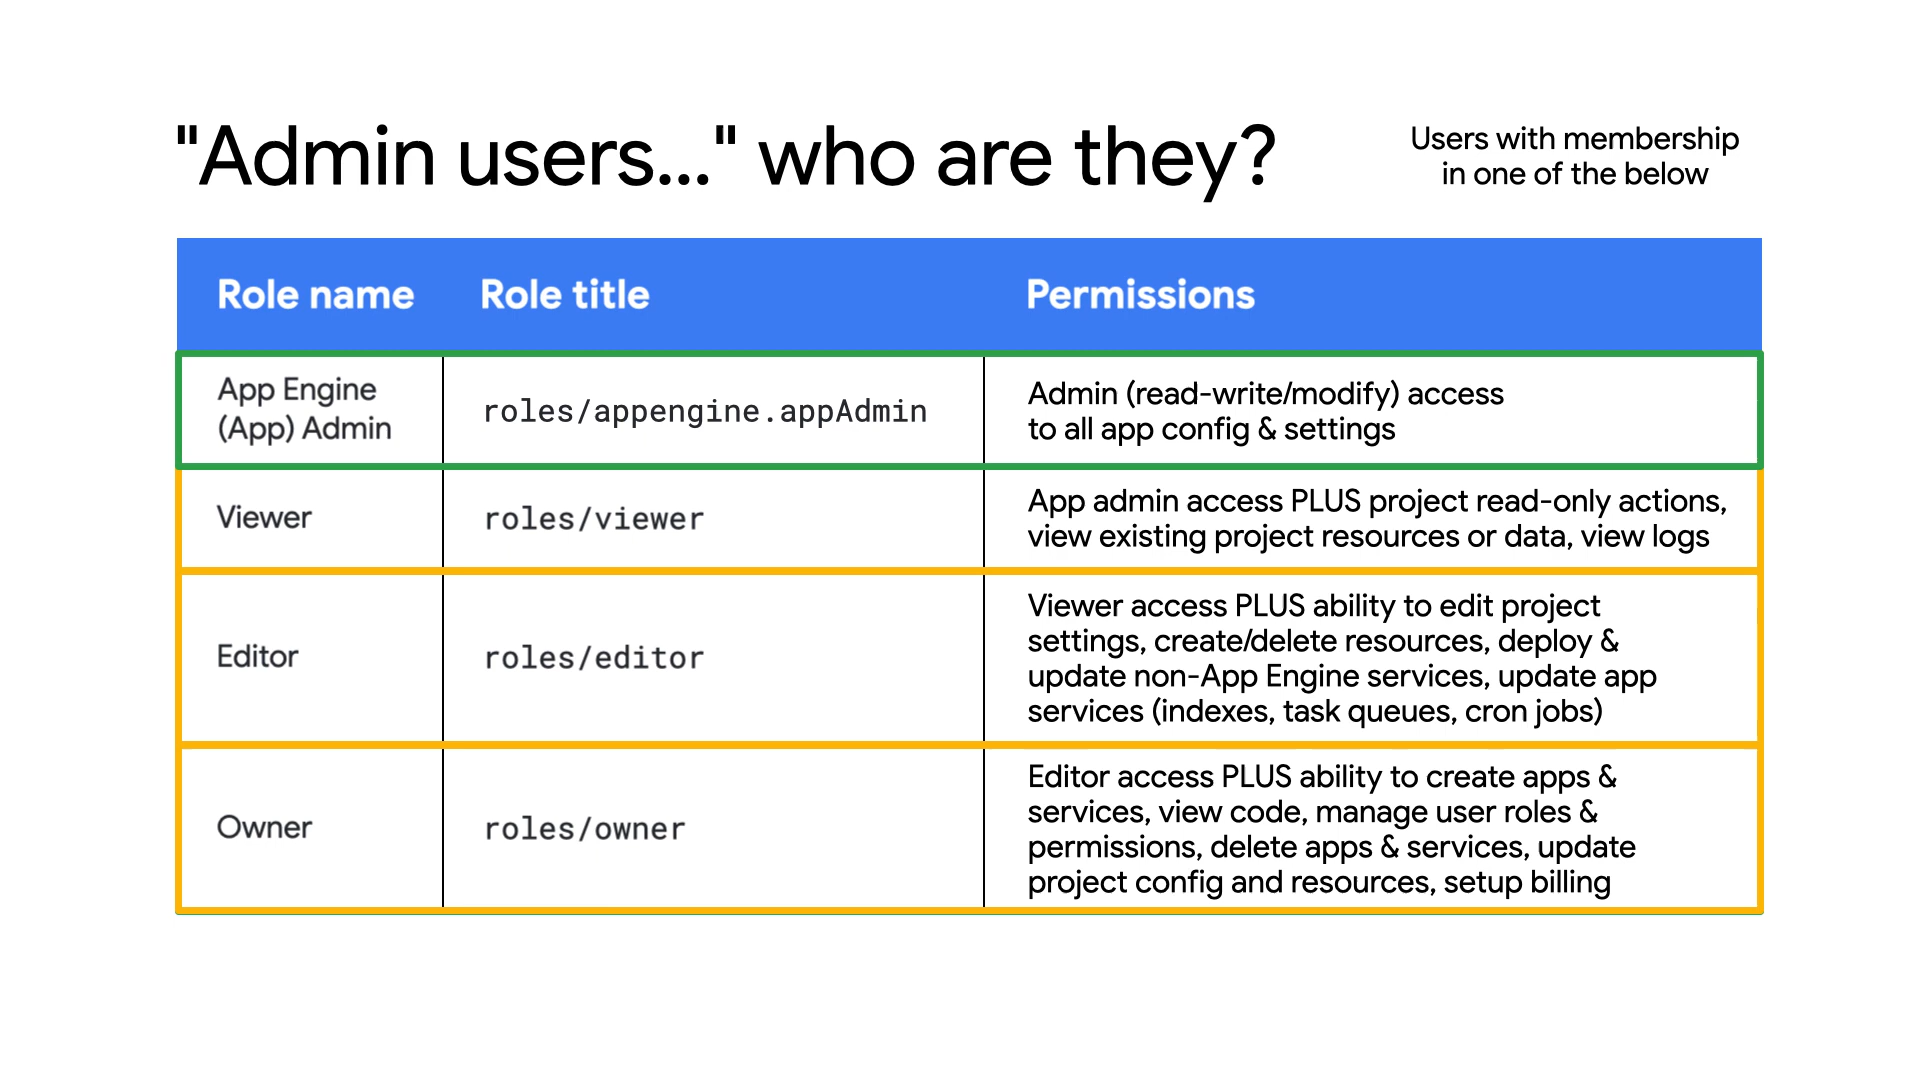 "Admin users..." who are they?
Users with membership
in one of the below
Role name
Role title
Permissions
App Engine
(App) Admin
roles/appengine.appAdmin
Admin (read-write/modify) access
to all app config & settings
Viewer
roles/viewer
App admin access PLUS project read-only actions,
view existing project resources or data, view logs
Editor
roles/editor
Viewer access PLUS ability to edit project
settings, create/delete resources, deploy &
update non-App Engine services, update app
services (indexes, task queues, cron jobs)
Owner
roles/owner
Editor access PLUS ability to create apps &
services, view code, manage user roles &
permissions, delete apps & services, update
project config and resources, setup billing